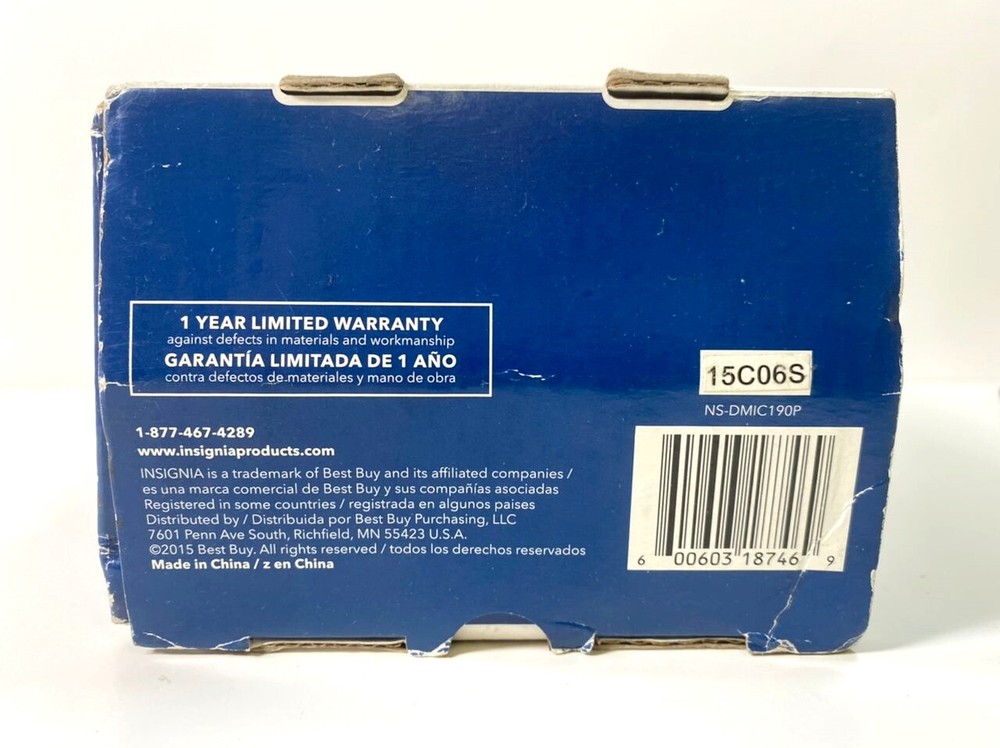 1 YEAR LIMITED WARRANTY
against defects in materials and workmanship
GARANTÍA LIMITADA DE 1 AÑO
contra defectos de materiales y mano de obra
1-877-467-4289
www.insigniaproducts.com
INSIGNIA is a trademark of Best Buy and its affiliated companies /
es una marca comercial de Best Buy y sus compañías asociadas
Registered in some countries / registrada en algunos paises
Distributed by / Distribuida por Best Buy Purchasing, LLC
7601 Penn Ave South, Richfield, MN 55423 U.S.A.
©2015 Best Buy. All rights reserved / todos los derechos reservados
Made in China / z en China
15C06S
NS-DMIC190P
6 00603 18746 9